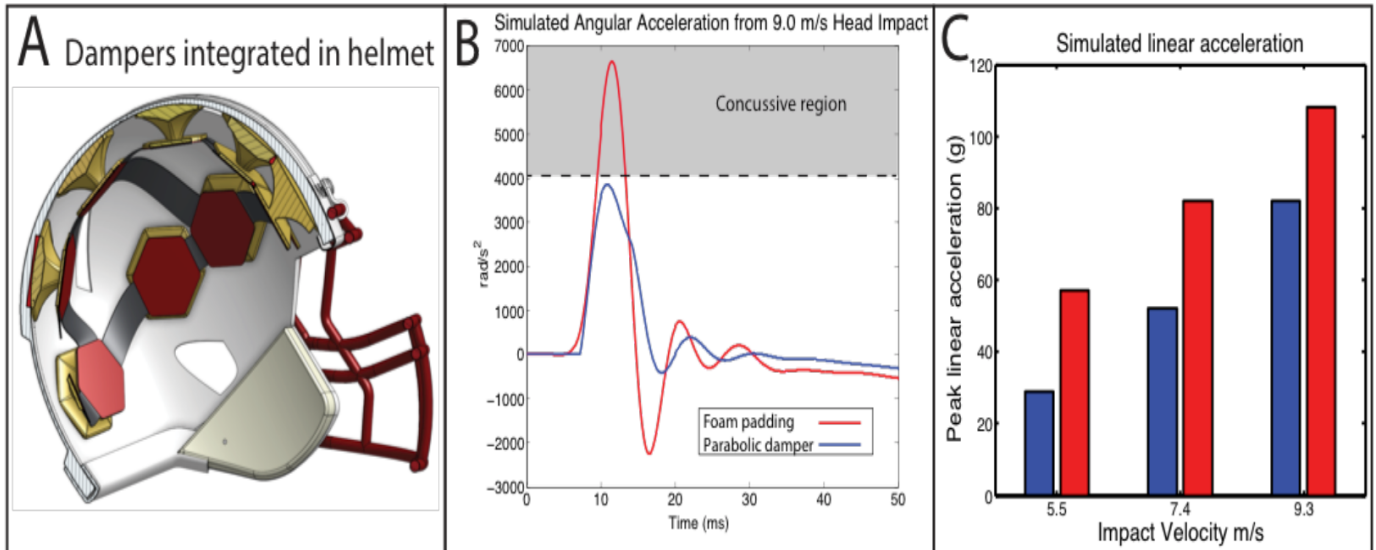 A Dampers integrated in helmet
B Simulated Angular Acceleration from 9.0 m/s Head Impact
7000
6000
5000
4000
3000
2000
1000
0
−1000
−2000
−3000
rad/s²
Concussive region
Foam padding
Parabolic damper
0 10 20 30 40 50
Time (ms)
C Simulated linear acceleration
120
100
80
60
40
20
0
Peak linear acceleration (g)
5.5 7.4 9.3
Impact Velocity m/s